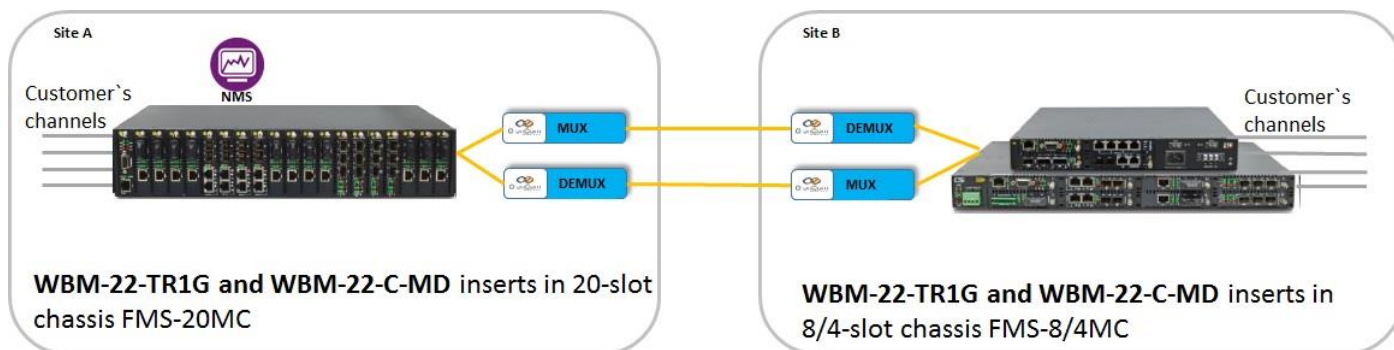 Site A
NMS
Customer`s
channels
MUX
DEMUX
WBM-22-TR1G and WBM-22-C-MD inserts in 20-slot
chassis FMS-20MC
Site B
DEMUX
MUX
Customer`s
channels
WBM-22-TR1G and WBM-22-C-MD inserts in
8/4-slot chassis FMS-8/4MC